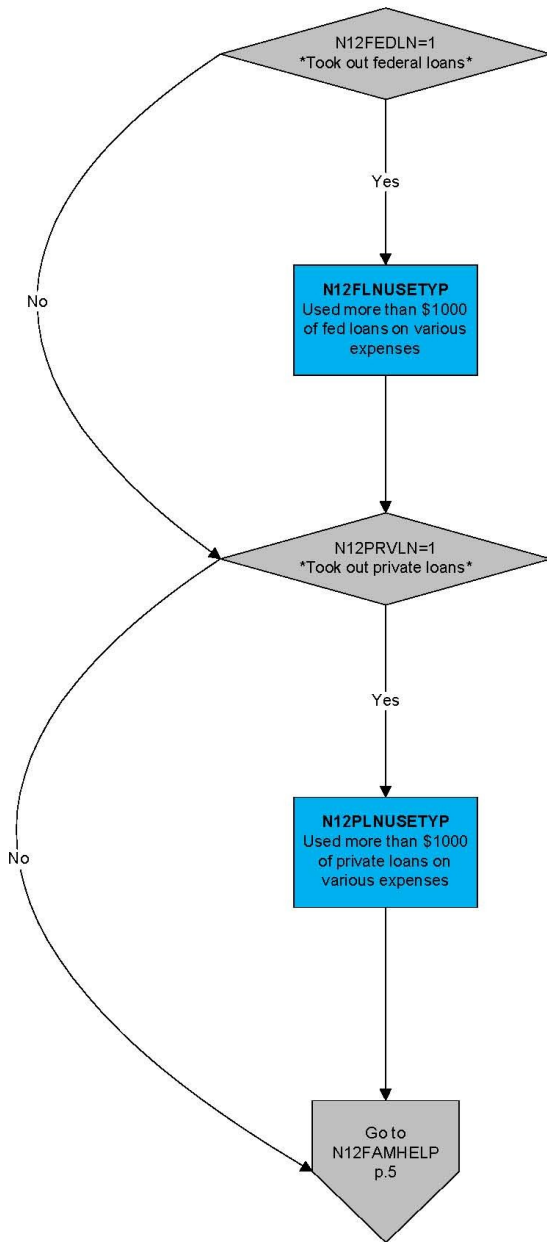 N12FEDLN=1
*Took out federal loans*
Yes
N12FLNUSETYP
Used more than $1000
of fed loans on various
expenses
No
N12PRVLN=1
*Took out private loans*
Yes
N12PLNUSETYP
Used more than $1000
of private loans on
various expenses
No
Go to
N12FAMHELP
p.5